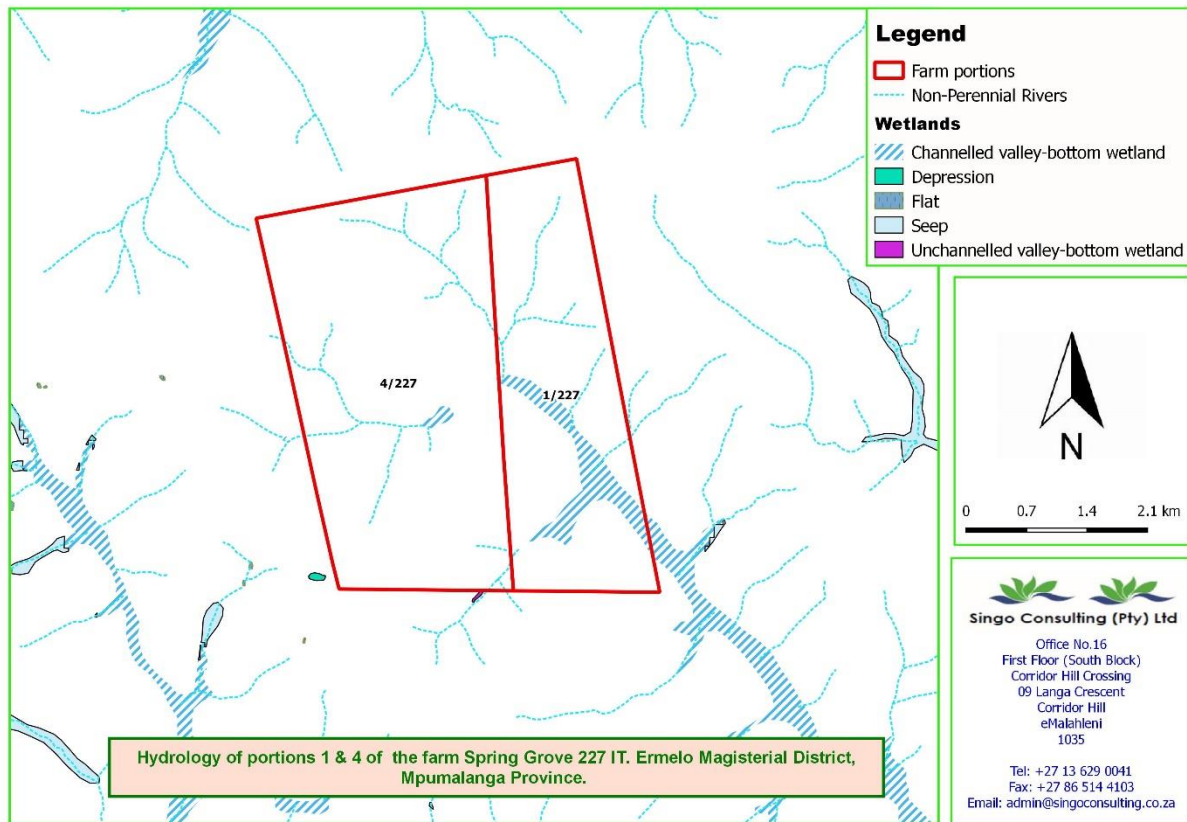 Legend
Farm portions
Non-Perennial Rivers
Wetlands
Channelled valley-bottom wetland
Depression
Flat
Seep
Unchannelled valley-bottom wetland
4/227
1/227
N
0 0.7 1.4 2.1 km
Singo Consulting (Pty) Ltd
Office No.16
First Floor (South Block)
Corridor Hill Crossing
09 Langa Crescent
Corridor Hill
eMalahleni
1035
Tel: +27 13 629 0041
Fax: +27 86 514 4103
Email: admin@singoconsulting.co.za
Hydrology of portions 1 & 4 of the farm Spring Grove 227 IT. Ermelo Magisterial District,
Mpumalanga Province.